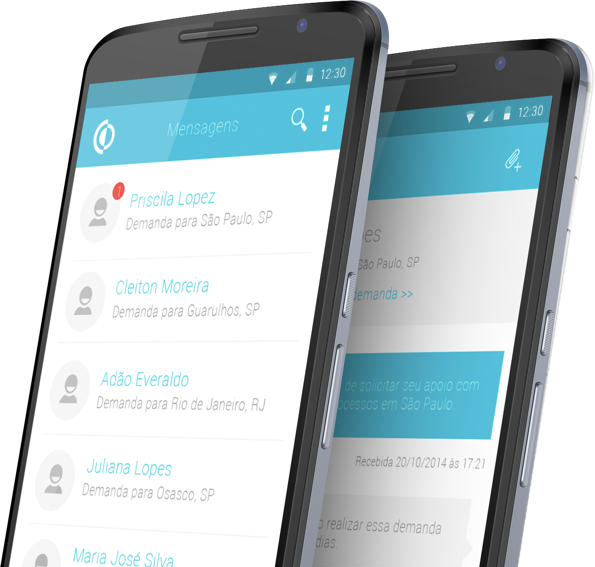 12:30
Mensagens
1
Priscila Lopez
Demanda para São Paulo, SP
Cleiton Moreira
Demanda para Guarulhos, SP
Adão Everaldo
Demanda para Rio de Janeiro, RJ
Juliana Lopes
Demanda para Osasco, SP
Maria José Silva
12:30
São Paulo, SP
demanda >>
de solicitar seu apoio com
em São Paulo.
Recebida 20/10/2014 às 17:21
realizar essa demanda
dias.